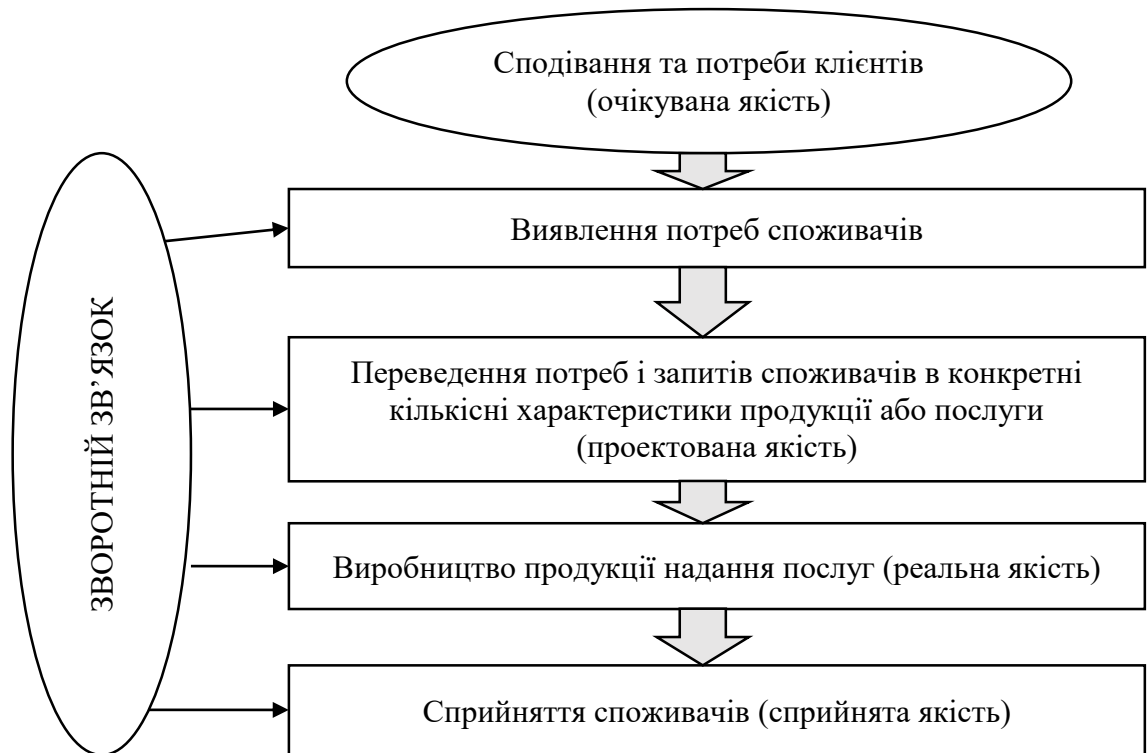 Сподівання та потреби клієнтів
(очікувана якість)
Виявлення потреб споживачів
ЗВОРОТНІЙ ЗВ’ЯЗОК
Переведення потреб і запитів споживачів в конкретні
кількісні характеристики продукції або послуги
(проектована якість)
Виробництво продукції надання послуг (реальна якість)
Сприйняття споживачів (сприйнята якість)